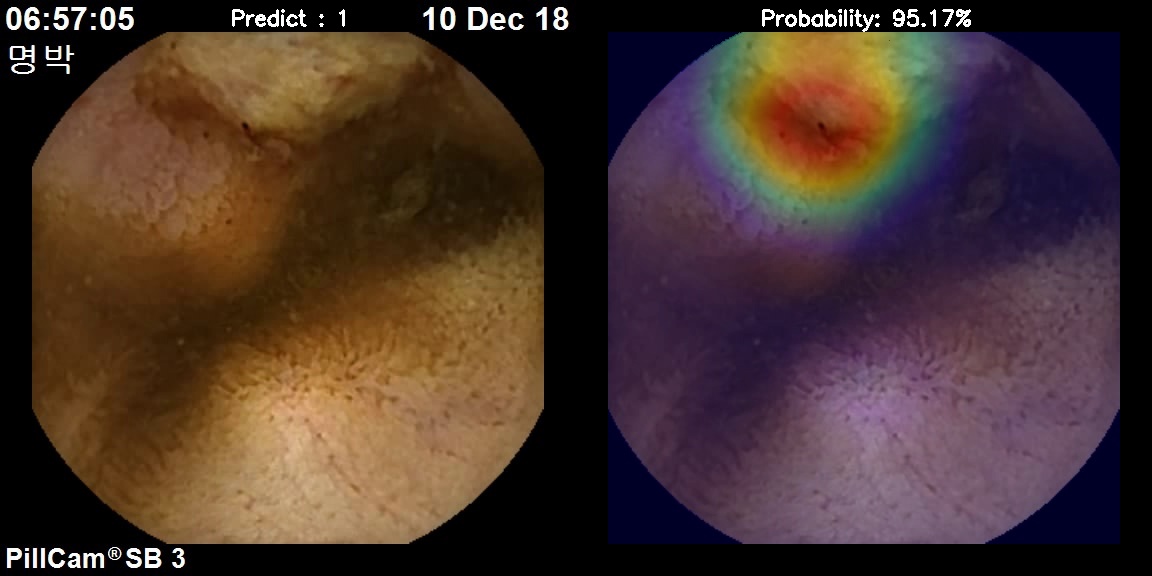 06:57:05
Predict : 1
10 Dec 18
Probability: 95.17%
명박
PillCam® SB 3